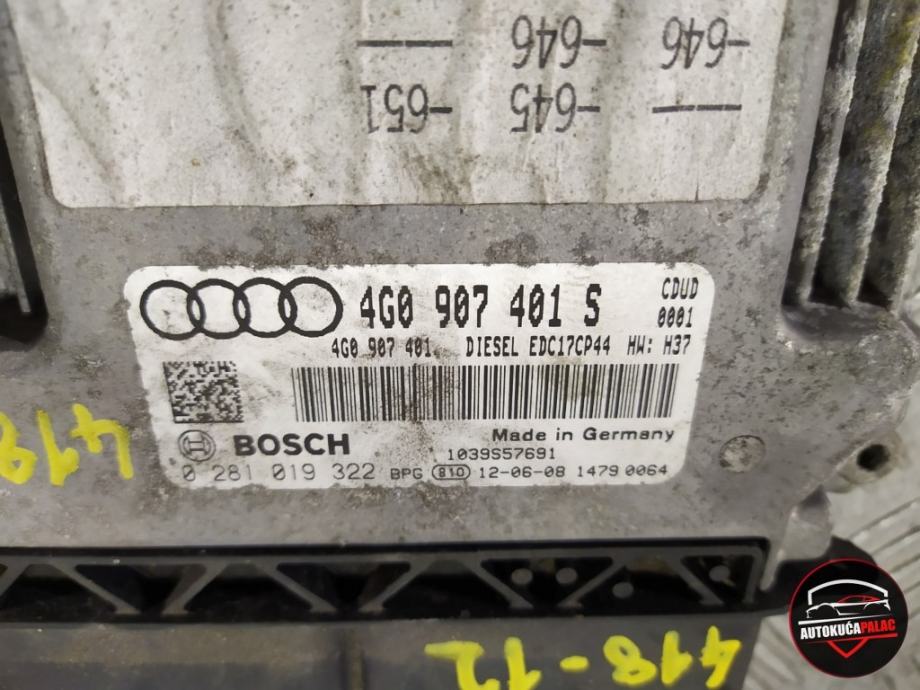 -646 -646
-645 -651
4G0 907 401 S CDUD
0001
4G0 907 401 DIESEL EDC17CP44 HW: H37
BOSCH Made in Germany
1039S57691
0 281 019 322 BPG 810 12-06-08 1479 0064
418
418-12
AUTOKUĆA PALAC